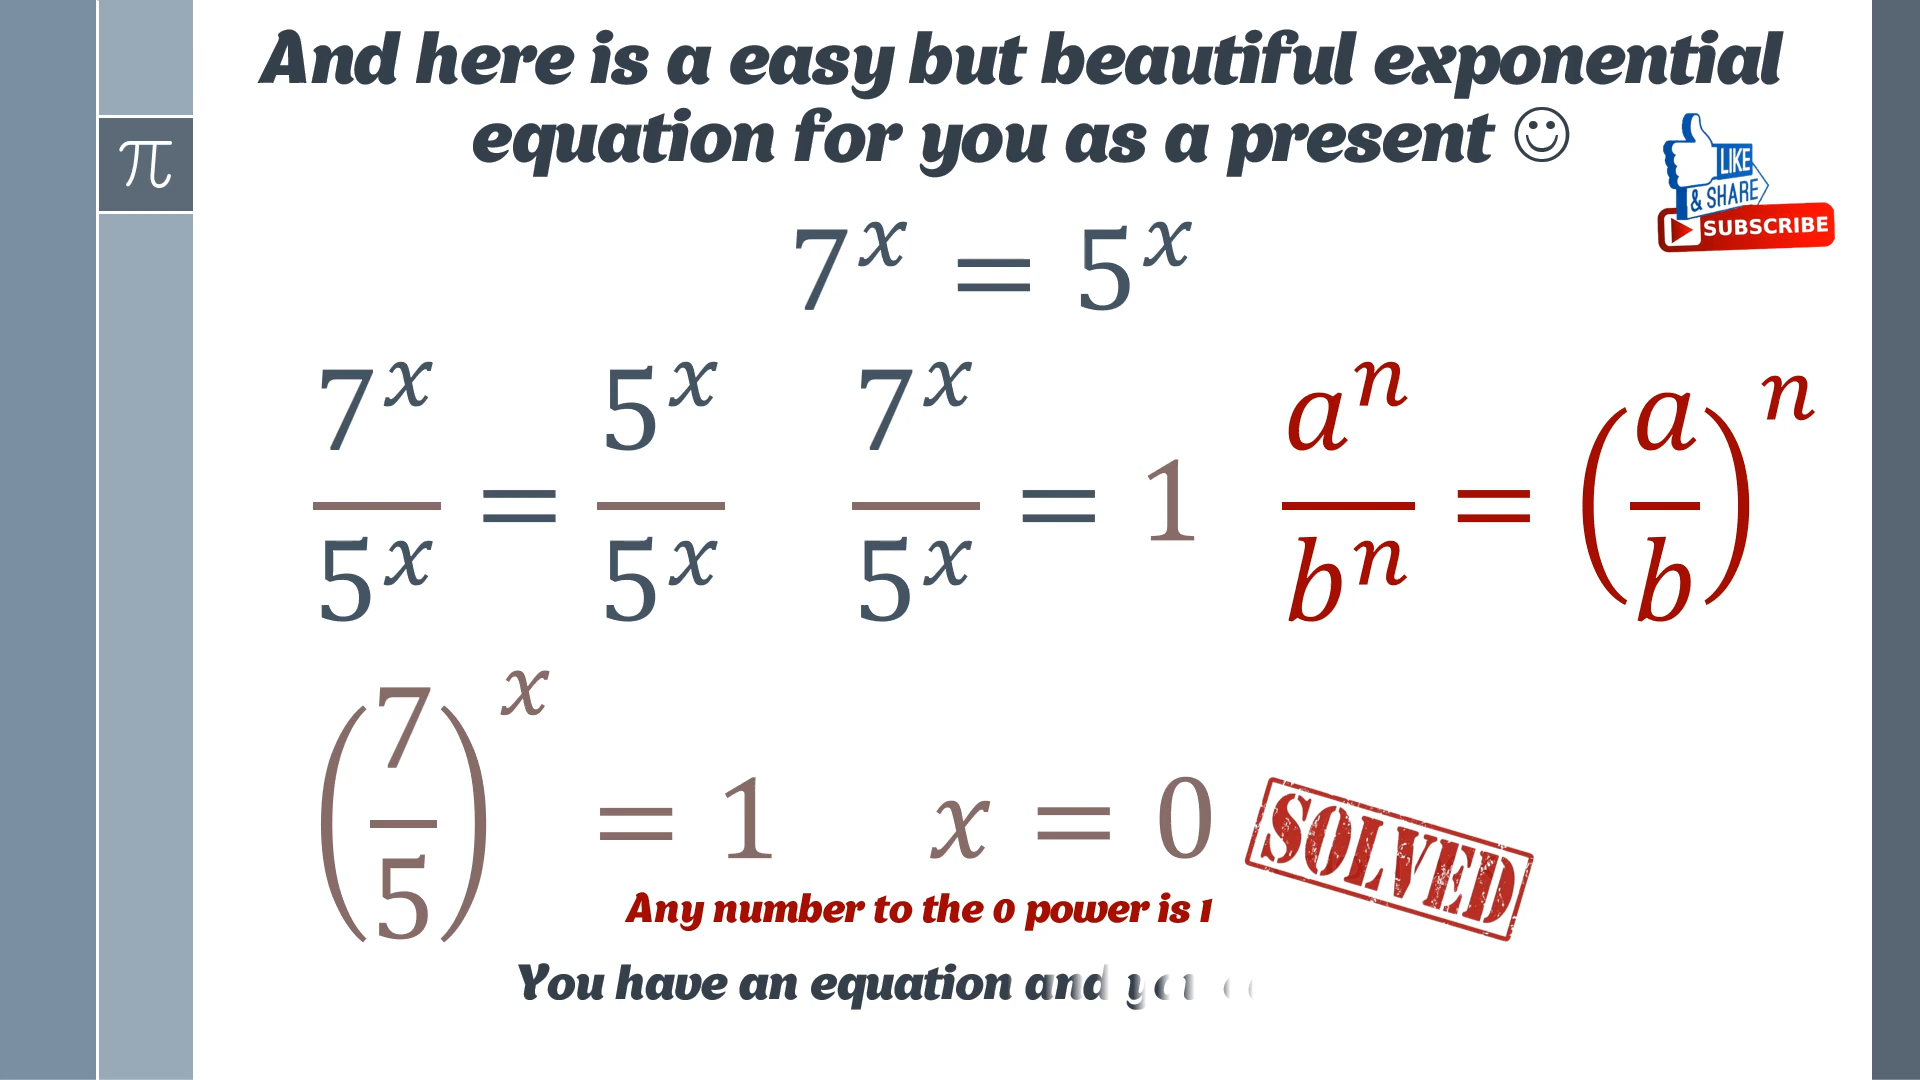 And here is a easy but beautiful exponential
equation for you as a present ☺
π
LIKE
& SHARE
SUBSCRIBE
7^x = 5^x
7^x/5^x = 5^x/5^x   7^x/5^x = 1   a^n/b^n = (a/b)^n
(7/5)^x = 1   x = 0
SOLVED
Any number to the 0 power is 1
You have an equation and